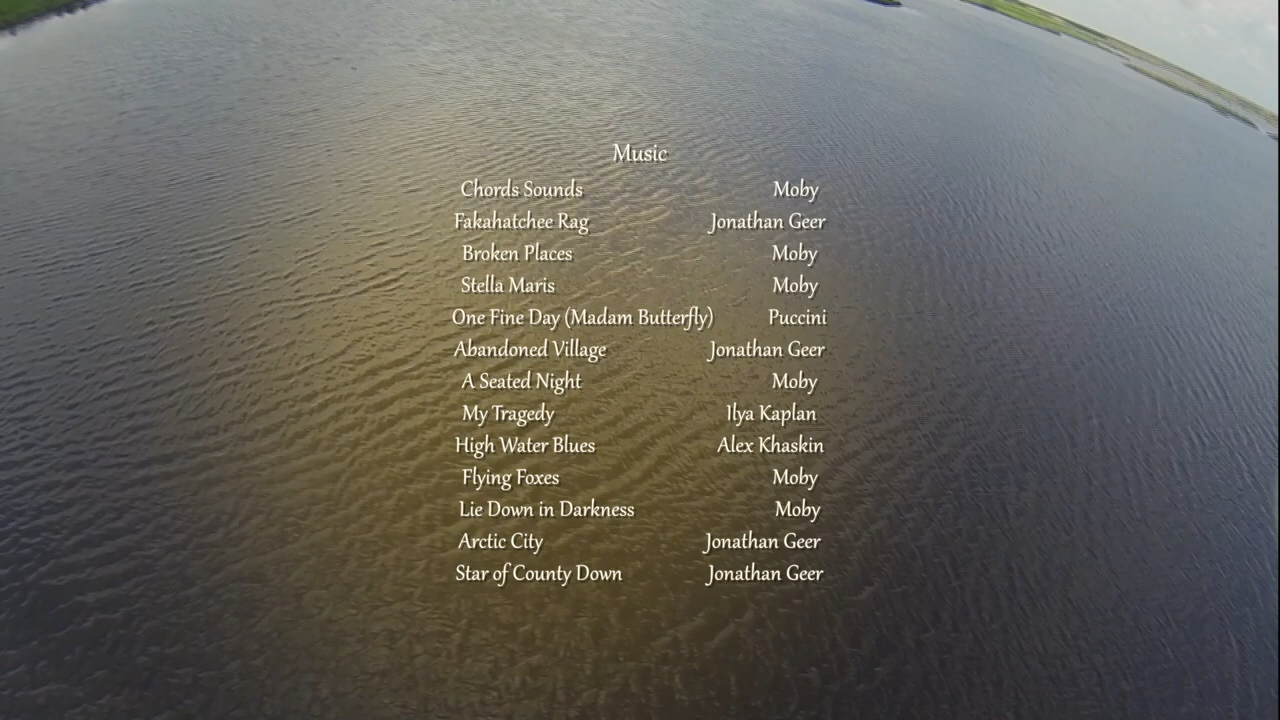 Music
Chords Sounds Moby
Fakahatchee Rag Jonathan Geer
Broken Places Moby
Stella Maris Moby
One Fine Day (Madam Butterfly) Puccini
Abandoned Village Jonathan Geer
A Seated Night Moby
My Tragedy Ilya Kaplan
High Water Blues Alex Khaskin
Flying Foxes Moby
Lie Down in Darkness Moby
Arctic City Jonathan Geer
Star of County Down Jonathan Geer